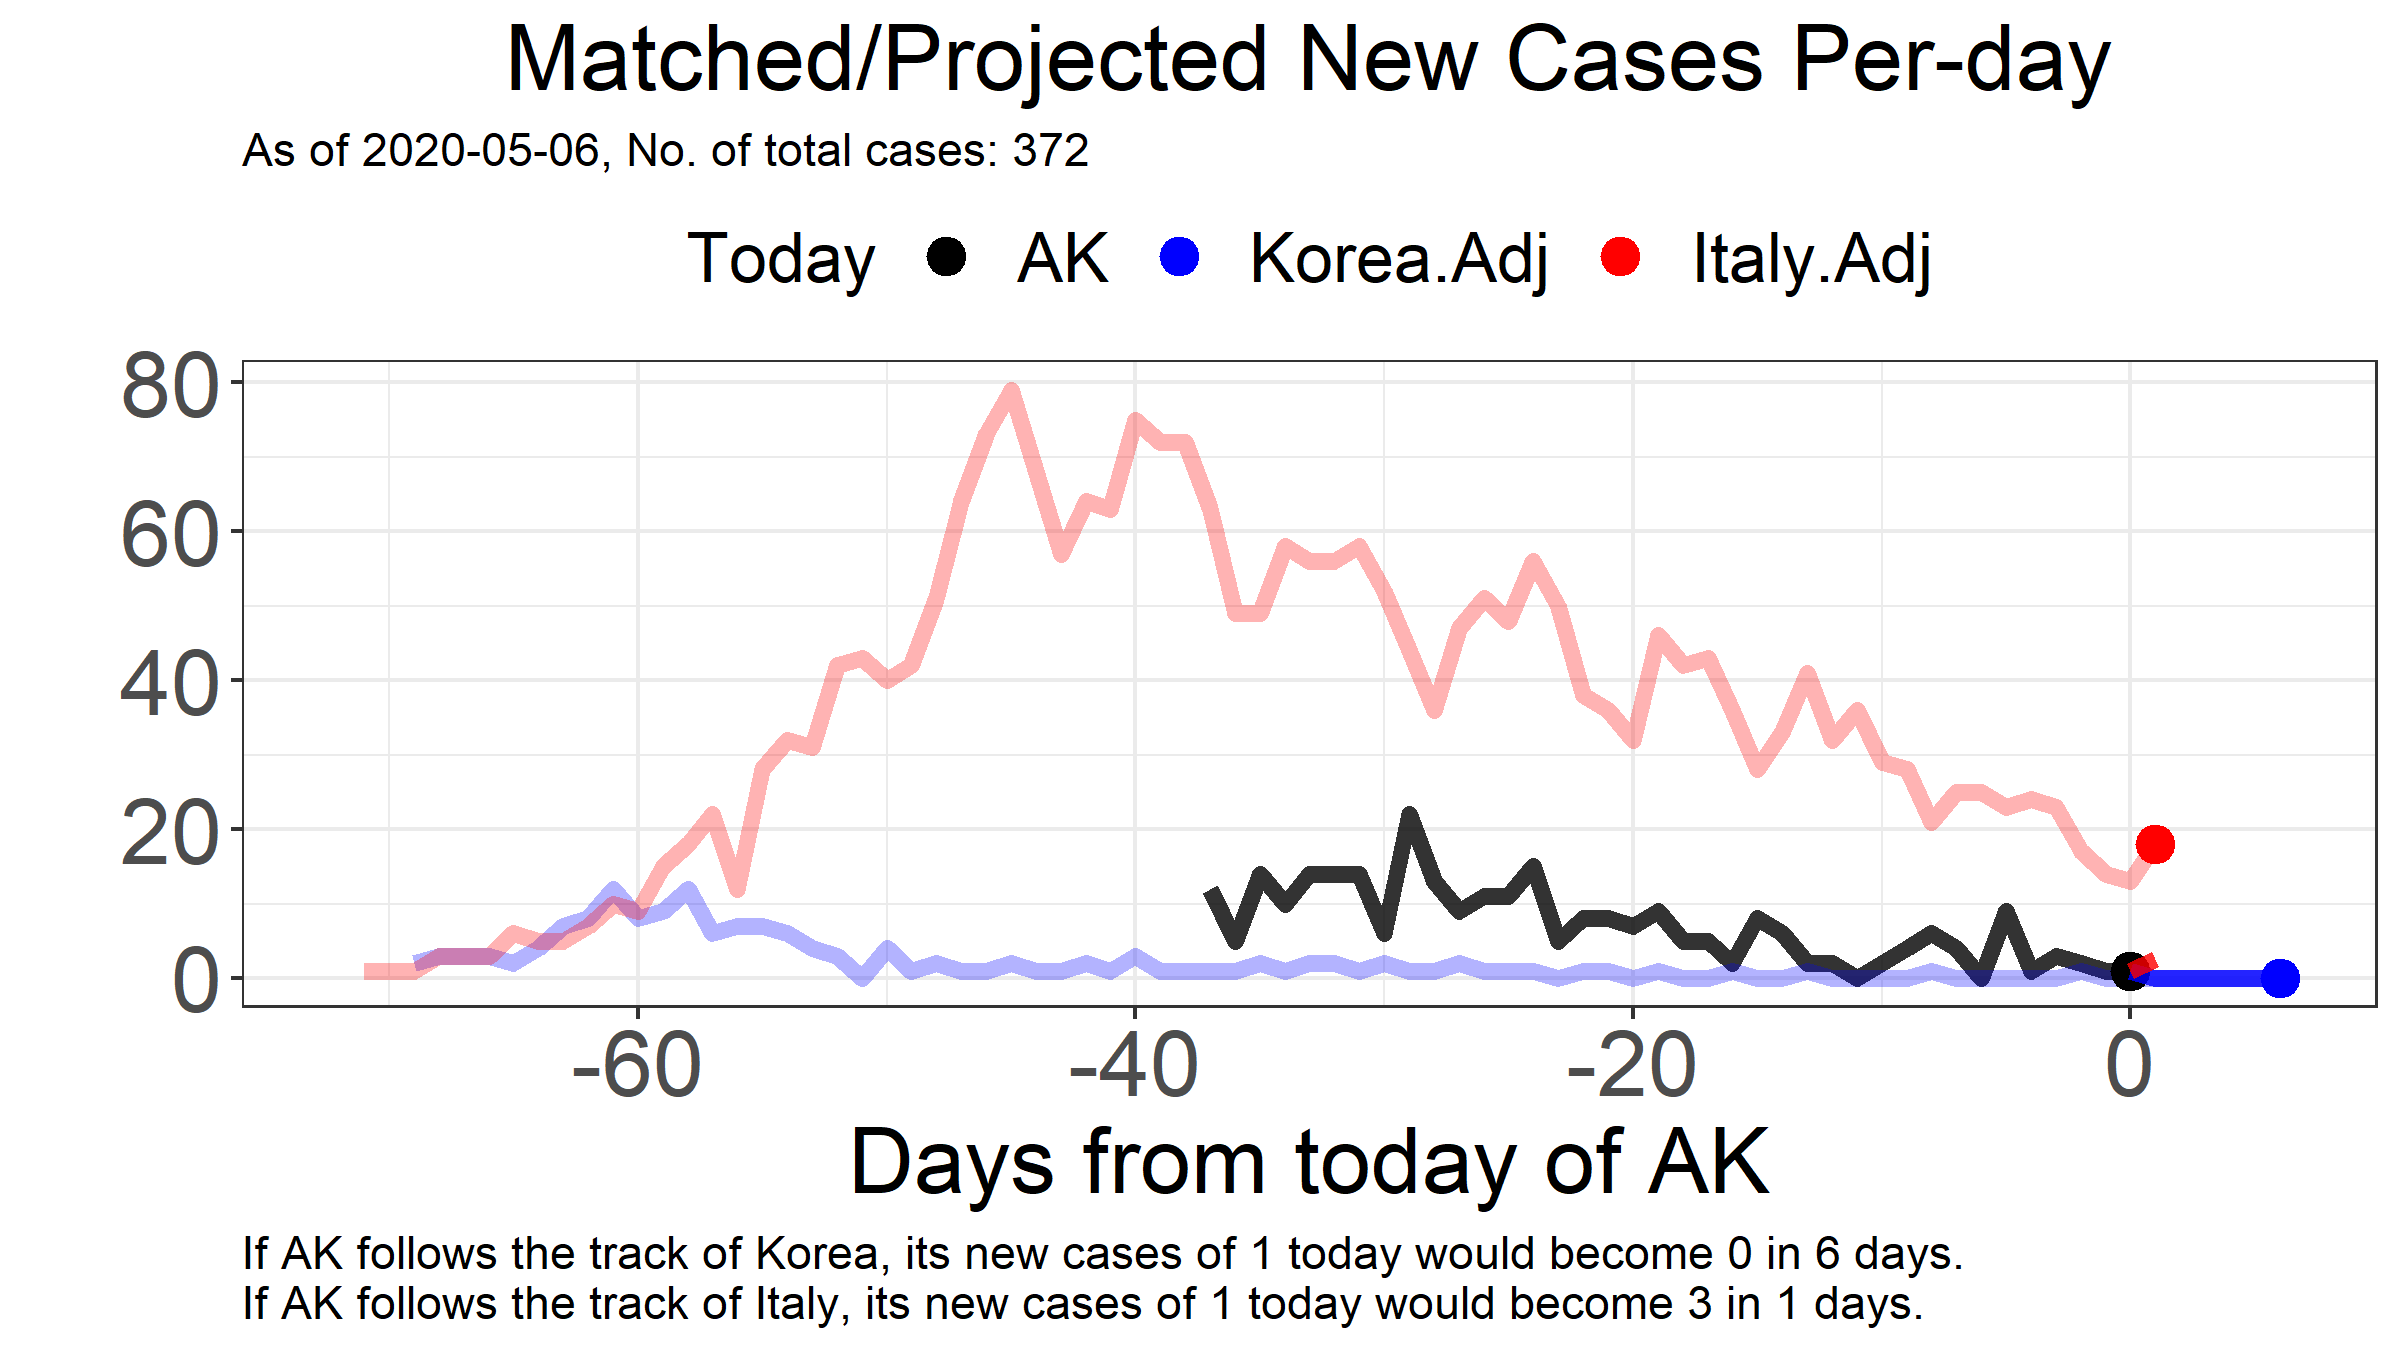 Matched/Projected New Cases Per-day
As of 2020-05-06, No. of total cases: 372
Today AK Korea.Adj Italy.Adj
80
60
40
20
0
-60 -40 -20 0
Days from today of AK
If AK follows the track of Korea, its new cases of 1 today would become 0 in 6 days.
If AK follows the track of Italy, its new cases of 1 today would become 3 in 1 days.